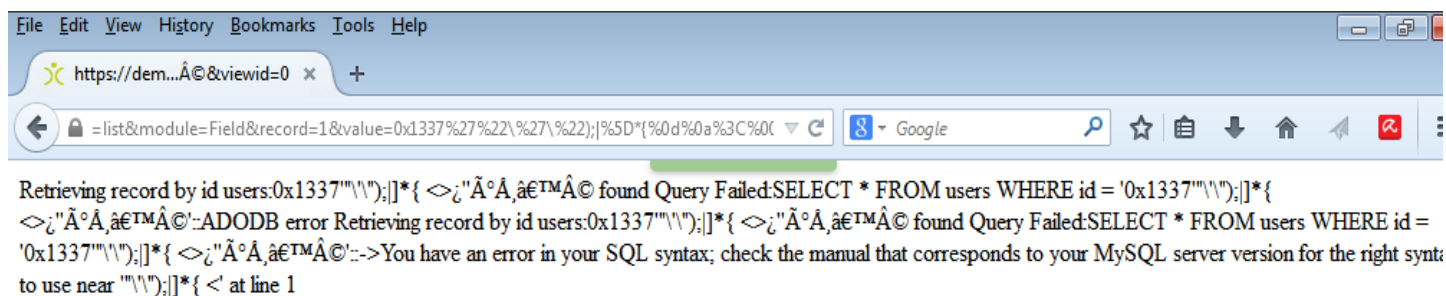 File Edit View History Bookmarks Tools Help
https://dem...Â©&viewid=0 × +
=list&module=Field&record=1&value=0x1337%27%22\%27\%22);|%5D*{%0d%0a%3C%00 Google
Retrieving record by id users:0x1337'"\'\");|]*{ <>¿"Ã°Å¸â€™Â© found Query Failed:SELECT * FROM users WHERE id = '0x1337'"\'\");|]*{
<>¿"Ã°Å¸â€™Â©'::ADODB error Retrieving record by id users:0x1337'"\'\");|]*{ <>¿"Ã°Å¸â€™Â© found Query Failed:SELECT * FROM users WHERE id =
'0x1337'"\'\");|]*{ <>¿"Ã°Å¸â€™Â©'::->You have an error in your SQL syntax; check the manual that corresponds to your MySQL server version for the right synta
to use near '"\'\");|]*{ <' at line 1